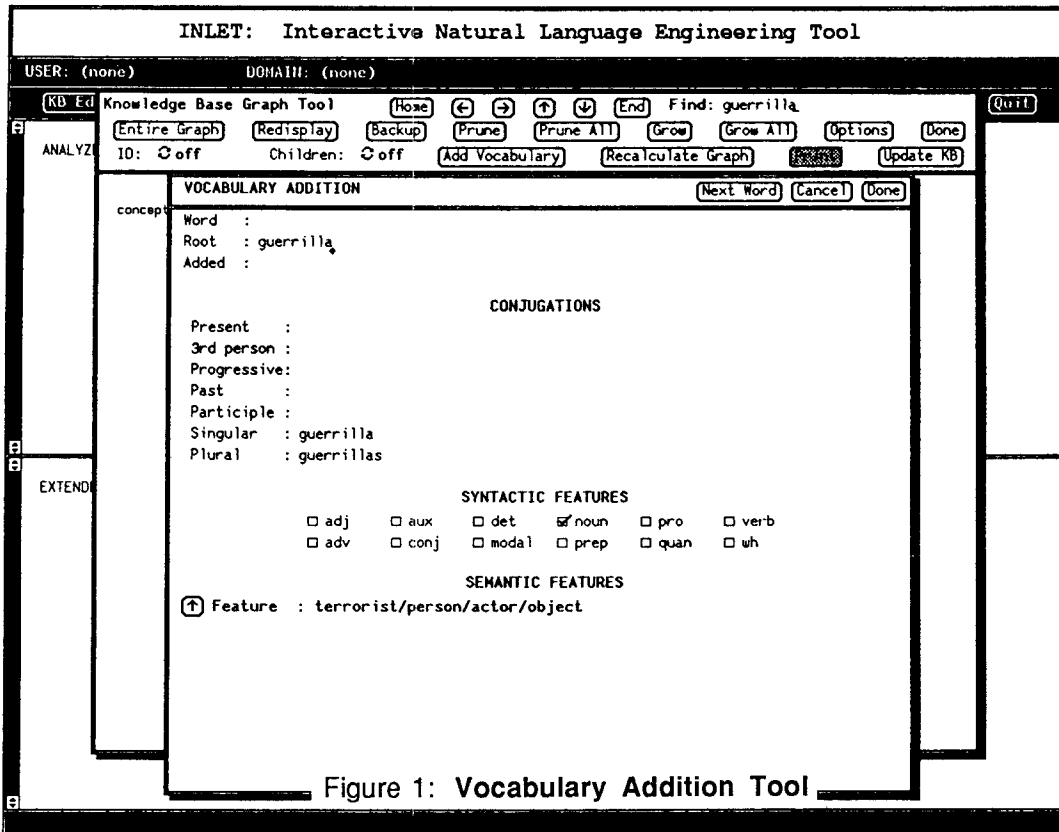 INLET: Interactive Natural Language Engineering Tool
USER: (none) DOMAIN: (none)
KB Ed Knowledge Base Graph Tool Home ← → ↑ ↓ End Find: guerrilla Quit
Entire Graph Redisplay Backup Prune Prune All Grow Grow All Options Done
ANALYZ IO: off Children: off Add Vocabulary Recalculate Graph Print Update KB
VOCABULARY ADDITION Next Word Cancel Done
concept
Word :
Root : guerrilla
Added :
CONJUGATIONS
Present :
3rd person :
Progressive:
Past :
Participle :
Singular : guerrilla
Plural : guerrillas
EXTEND
SYNTACTIC FEATURES
adj aux det noun pro verb
adv conj modal prep quan wh
SEMANTIC FEATURES
↑ Feature : terrorist/person/actor/object
Figure 1: Vocabulary Addition Tool